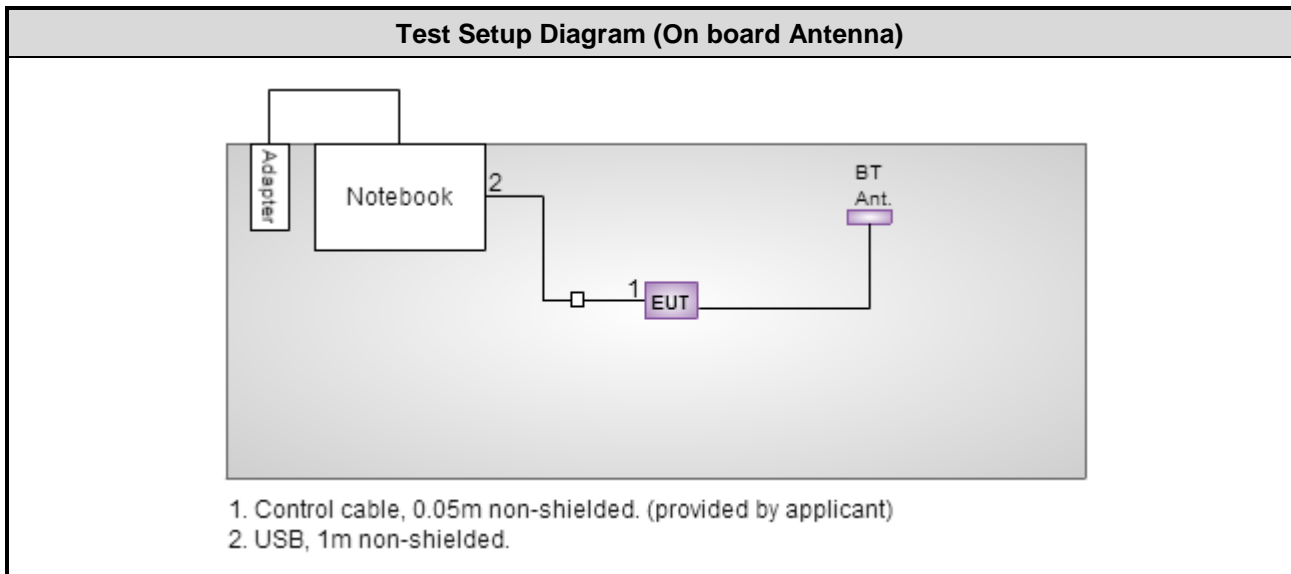 Test Setup Diagram (On board Antenna)
Adapter
Notebook
2
BT
Ant.
1
EUT
1. Control cable, 0.05m non-shielded. (provided by applicant)
2. USB, 1m non-shielded.